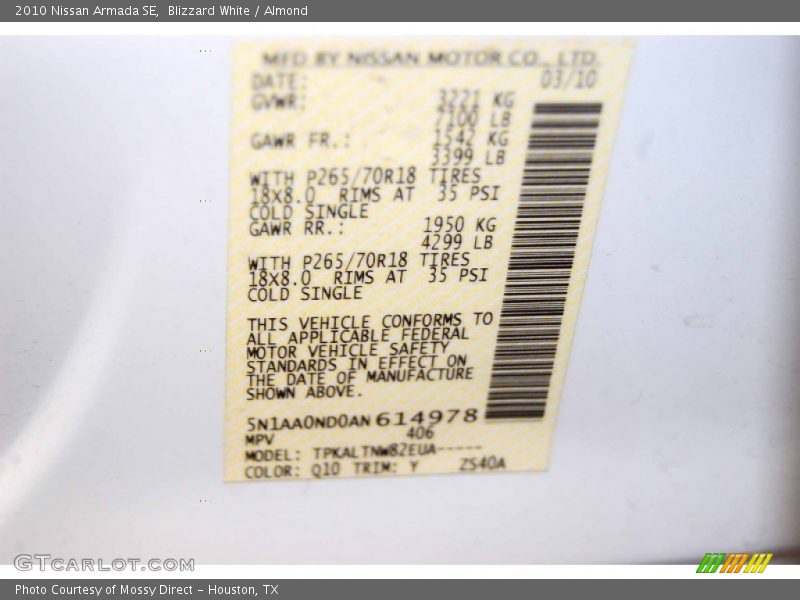 2010 Nissan Armada SE,  Blizzard White / Almond
MFD BY NISSAN MOTOR CO., LTD.
DATE: 03/10
GVWR: 3221 KG
7100 LB
GAWR FR.: 1542 KG
3399 LB
WITH P265/70R18 TIRES
18X8.0 RIMS AT 35 PSI
COLD SINGLE
GAWR RR.: 1950 KG
4299 LB
WITH P265/70R18 TIRES
18X8.0 RIMS AT 35 PSI
COLD SINGLE
THIS VEHICLE CONFORMS TO
ALL APPLICABLE FEDERAL
MOTOR VEHICLE SAFETY
STANDARDS IN EFFECT ON
THE DATE OF MANUFACTURE
SHOWN ABOVE.
5N1AA0ND0AN614978
MPV 406
MODEL: TPKALTNW82EUA-----
COLOR: Q10 TRIM: Y ZS40A
GTCARLOT.COM
Photo Courtesy of Mossy Direct – Houston, TX